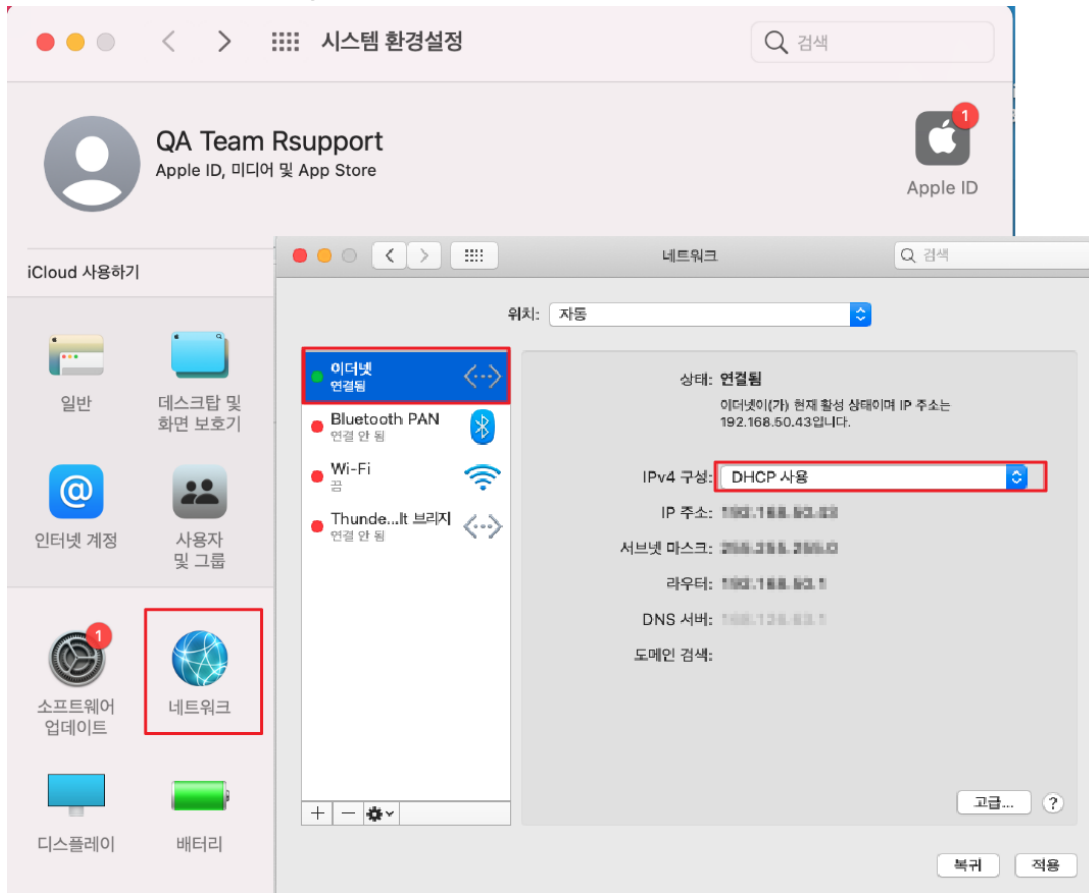 시스템 환경설정
검색
QA Team Rsupport
Apple ID, 미디어 및 App Store
1
Apple ID
iCloud 사용하기
일반
데스크탑 및
화면 보호기
인터넷 계정
사용자
및 그룹
1
소프트웨어
업데이트
네트워크
디스플레이
배터리
네트워크
검색
위치:
자동
이더넷
연결됨
Bluetooth PAN
연결 안 됨
Wi-Fi
끔
Thunde...lt 브리지
연결 안 됨
상태: 연결됨
이더넷이(가) 현재 활성 상태이며 IP 주소는
192.168.50.43입니다.
IPv4 구성: DHCP 사용
IP 주소:
서브넷 마스크:
라우터:
DNS 서버:
도메인 검색:
고급...
?
복귀
적용